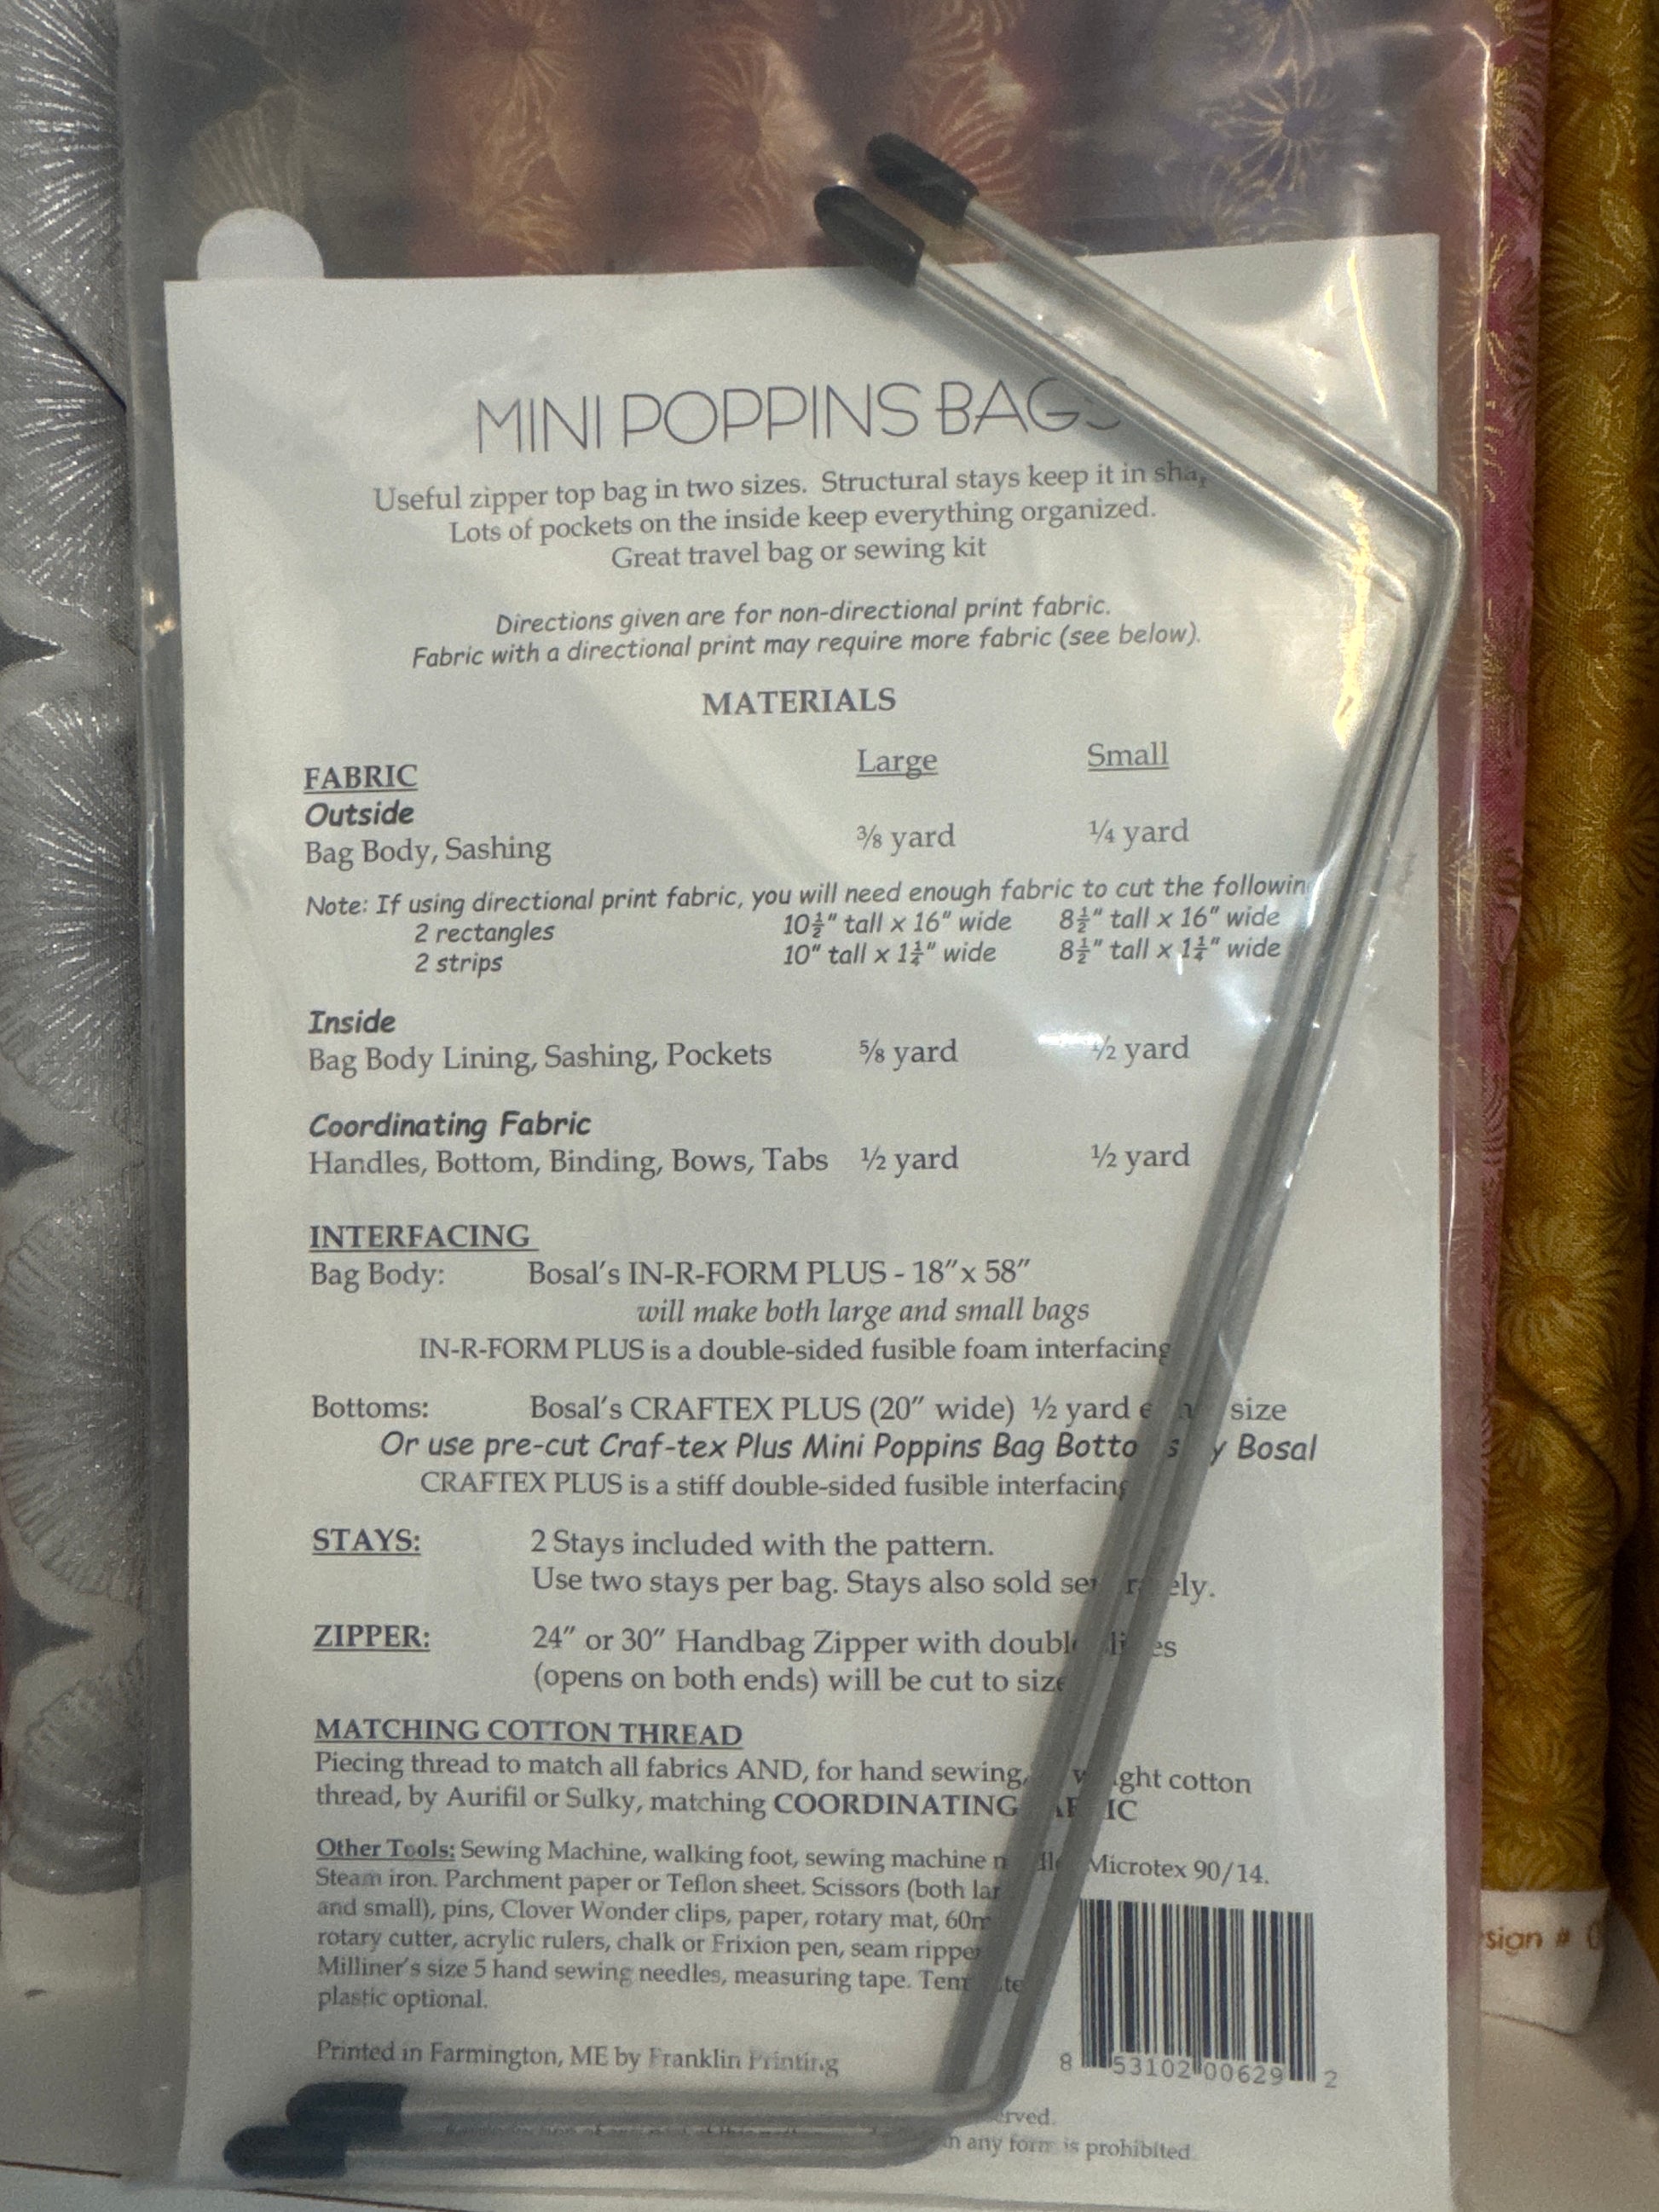 MINI POPPINS BAGS
Useful zipper top bag in two sizes. Structural stays keep it in
Lots of pockets on the inside keep everything organized.
Great travel bag or sewing kit
Directions given are for non-directional print fabric.
Fabric with a directional print may require more fabric (see below).
MATERIALS
FABRIC Large Small
Outside
Bag Body, Sashing ⅜ yard ¼ yard
Note: If using directional print fabric, you will need enough fabric to cut the followin
2 rectangles 10½" tall x 16" wide 8½" tall x 16" wide
2 strips 10" tall x 1¼" wide 8½" tall x 1¼" wide
Inside
Bag Body Lining, Sashing, Pockets ⅝ yard ½ yard
Coordinating Fabric
Handles, Bottom, Binding, Bows, Tabs ½ yard ½ yard
INTERFACING
Bag Body: Bosal's IN-R-FORM PLUS - 18"x 58"
will make both large and small bags
IN-R-FORM PLUS is a double-sided fusible foam interfacing
Bottoms: Bosal's CRAFTEX PLUS (20" wide) ½ yard size
Or use pre-cut Craf-tex Plus Mini Poppins Bag Bosal
CRAFTEX PLUS is a stiff double-sided fusible interfacing
STAYS: 2 Stays included with the pattern.
Use two stays per bag. Stays also sold
ZIPPER: 24" or 30" Handbag Zipper with double
(opens on both ends) will be cut to size
MATCHING COTTON THREAD
Piecing thread to match all fabrics AND, for hand sewing, cotton
thread, by Aurifil or Sulky, matching COORDINATING
Other Tools: Sewing Machine, walking foot, sewing machine Microtex 90/14.
Steam iron. Parchment paper or Teflon sheet. Scissors (both
and small), pins, Clover Wonder clips, paper, rotary mat,
rotary cutter, acrylic rulers, chalk or Frixion pen, seam ripper
Milliner's size 5 hand sewing needles, measuring tape.
plastic optional.
Printed in Farmington, ME by Franklin Printing
8 53102 00629 2
any form is prohibited.
sign #